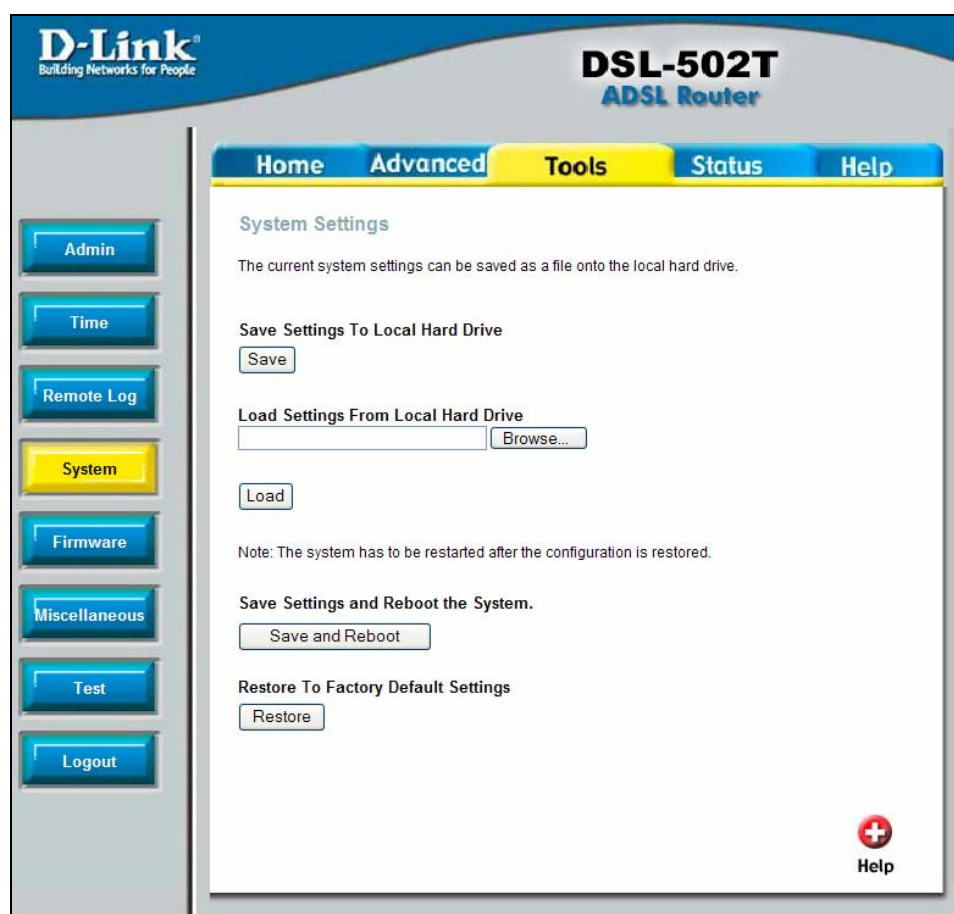 D-Link®
Building Networks for People
DSL-502T
ADSL Router
Home Advanced Tools Status Help
Admin
Time
Remote Log
System
Firmware
Miscellaneous
Test
Logout
System Settings
The current system settings can be saved as a file onto the local hard drive.
Save Settings To Local Hard Drive
Save
Load Settings From Local Hard Drive
Browse...
Load
Note: The system has to be restarted after the configuration is restored.
Save Settings and Reboot the System.
Save and Reboot
Restore To Factory Default Settings
Restore
Help